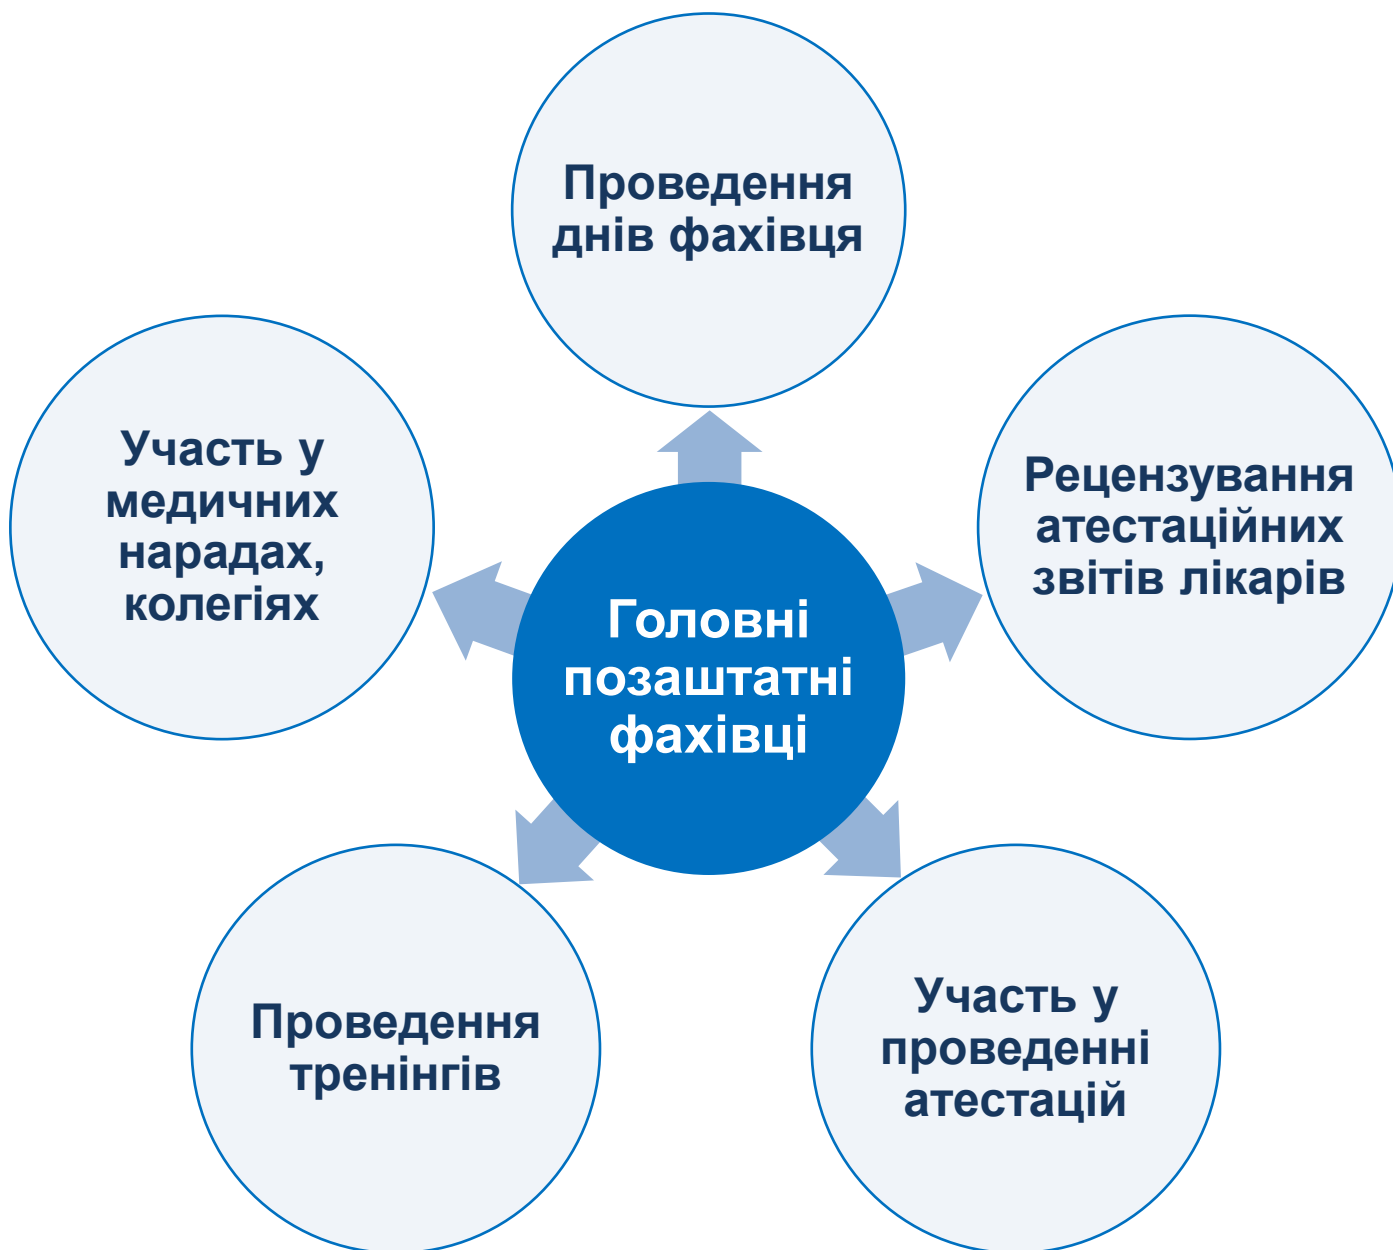 Проведення
днів фахівця
Участь у
медичних
нарадах,
колегіях
Рецензування
атестаційних
звітів лікарів
Головні
позаштатні
фахівці
Проведення
тренінгів
Участь у
проведенні
атестацій